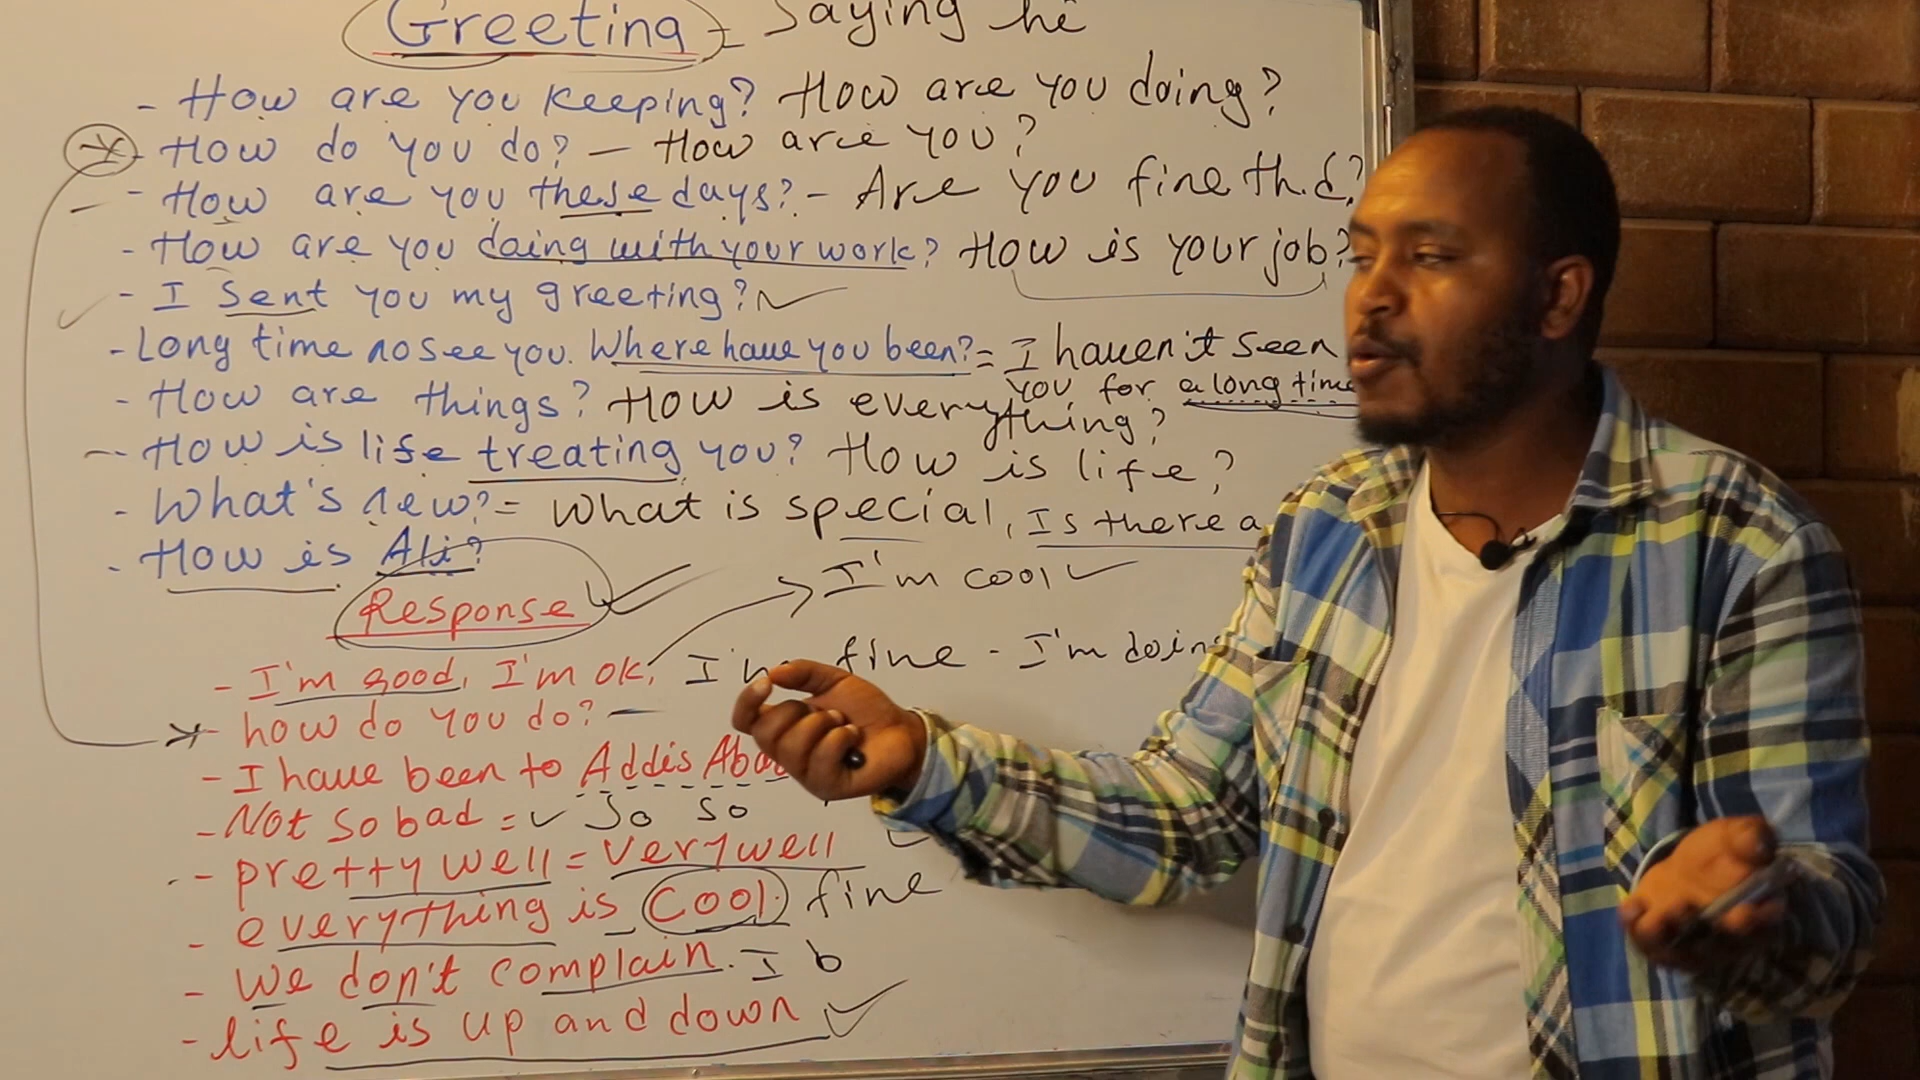 Greeting = Saying hi
- How are you keeping? How are you doing?
- How do you do? - How are you?
- How are you these days? - Are you fine th.d?
- How are you doing with your work? How is your job?
- I sent you my greeting?
- Long time no see you. Where have you been? = I haven't seen
you for a long time
- How are things? How is everything?
- How is life treating you? How is life?
- What's new? = What is special, Is there a
- How is Ali?
Response
I'm cool
- I'm good, I'm ok, I'm fine - I'm doing
- how do you do? -
- I have been to Addis Aba
- Not so bad = So so
- pretty well = very well
- everything is cool. fine
- We don't complain. I b
- life is up and down